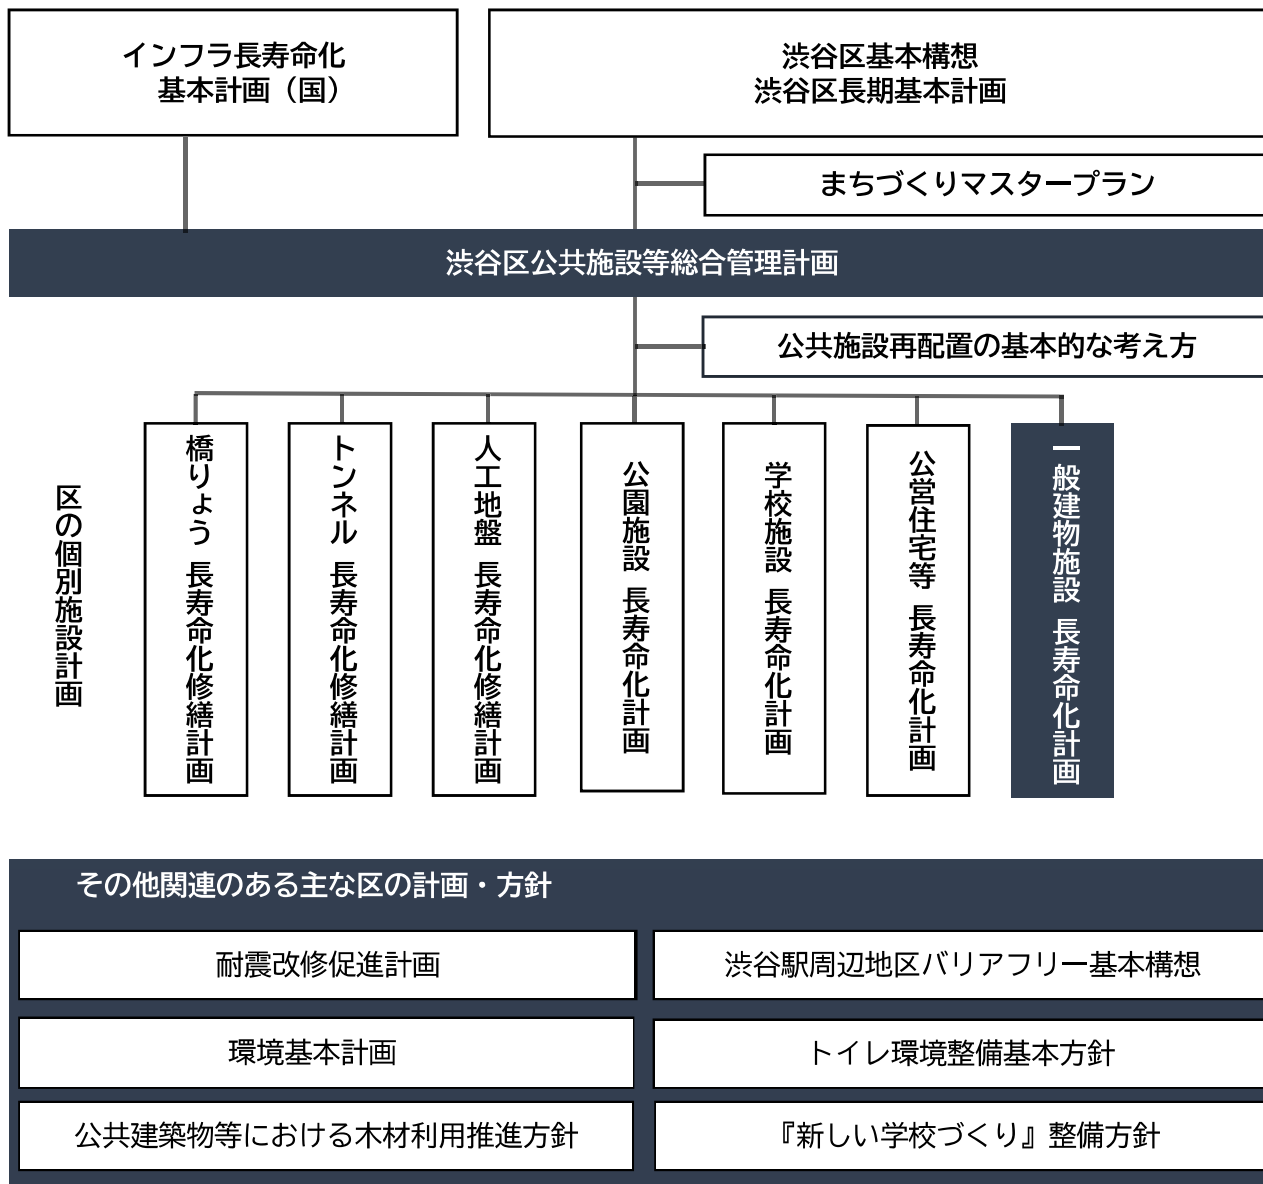 インフラ長寿命化
基本計画（国）
渋谷区基本構想
渋谷区長期基本計画
まちづくりマスタープラン
渋谷区公共施設等総合管理計画
公共施設再配置の基本的な考え方
区の個別施設計画
橋りょう 長寿命化修繕計画
トンネル 長寿命化修繕計画
人工地盤 長寿命化修繕計画
公園施設 長寿命化計画
学校施設 長寿命化計画
公営住宅等 長寿命化計画
一般建物施設 長寿命化計画
その他関連のある主な区の計画・方針
耐震改修促進計画
渋谷駅周辺地区バリアフリー基本構想
環境基本計画
トイレ環境整備基本方針
公共建築物等における木材利用推進方針
『新しい学校づくり』整備方針